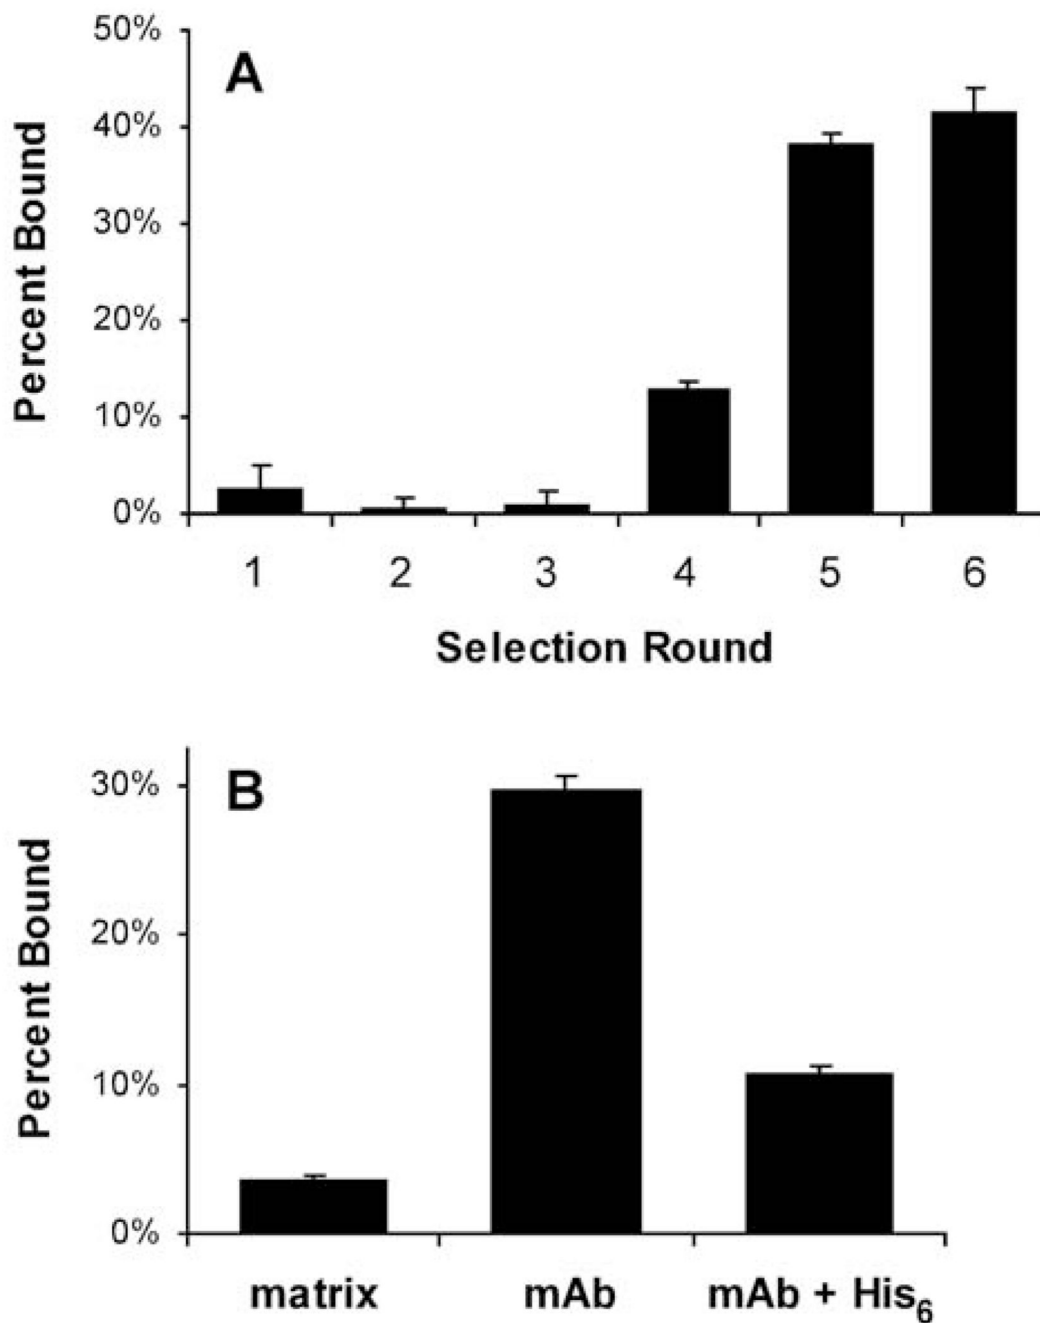 A
Percent Bound
50%
40%
30%
20%
10%
0%
1 2 3 4 5 6
Selection Round
B
Percent Bound
30%
20%
10%
0%
matrix mAb mAb + His₆